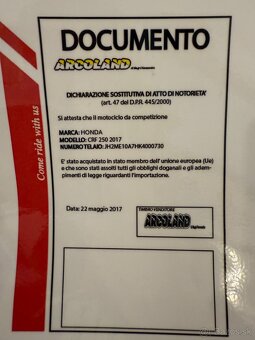 DOCUMENTO
ARCOLAND
DICHIARAZIONE SOSTITUTIVA DI ATTO DI NOTORIETA'
(art. 47 del D.P.R. 445/2000)
Si attesta che il motociclo da competizione
MARCA: HONDA
MODELLO: CRF 250 2017
NUMERO TELAIO: JH2ME10A7HK4000730
E' stato acquistato in stato membro dell'unione europea (Ue)
e che sono stati assolti tutti gli obblighi e gli adem-
pimenti di legge riguardanti l'importazione.
Data: 22 maggio 2017
TIMBRO VENDITORE
ARCOLAND
Come ride with us